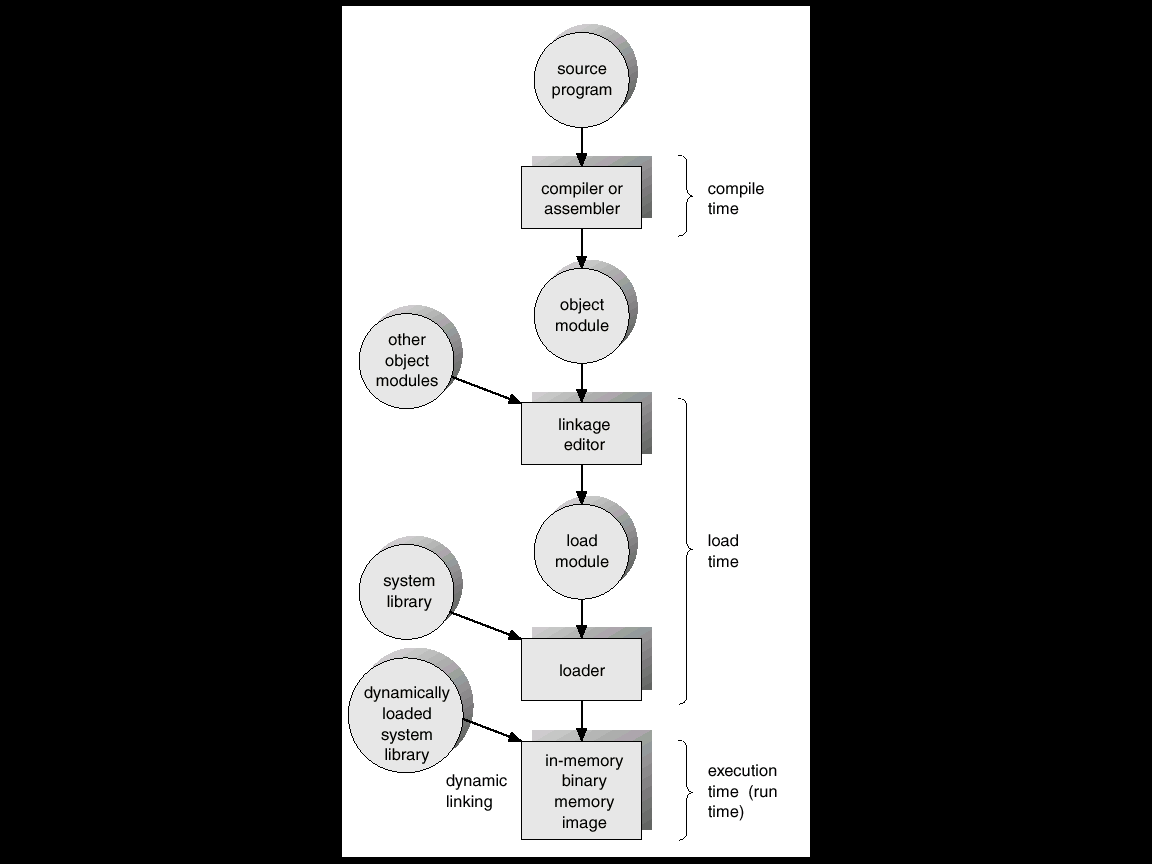 source
program
compiler or
assembler
compile
time
object
module
other
object
modules
linkage
editor
load
module
load
time
system
library
loader
dynamically
loaded
system
library
dynamic
linking
in-memory
binary
memory
image
execution
time (run
time)